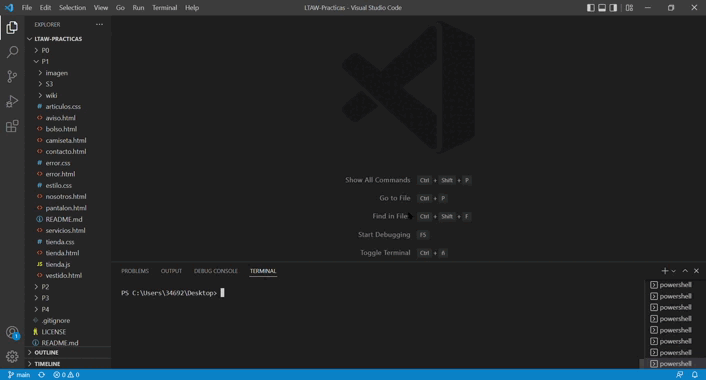 File Edit Selection View Go Run Terminal Help
LTAW-Practicas - Visual Studio Code
EXPLORER
LTAW-PRACTICAS
P0
P1
imagen
S3
wiki
articulos.css
aviso.html
bolso.html
camiseta.html
contacto.html
error.css
error.html
estilo.css
nosotros.html
pantalon.html
README.md
servicios.html
tienda.css
tienda.html
JS tienda.js
vestido.html
P2
P3
P4
.gitignore
LICENSE
README.md
OUTLINE
TIMELINE
Show All Commands Ctrl + Shift + P
Go to File Ctrl + P
Find in File Ctrl + Shift + F
Start Debugging F5
Toggle Terminal Ctrl + ñ
PROBLEMS OUTPUT DEBUG CONSOLE TERMINAL
PS C:\Users\34692\Desktop>
powershell
powershell
powershell
powershell
powershell
powershell
powershell
powershell
1
main 0 0